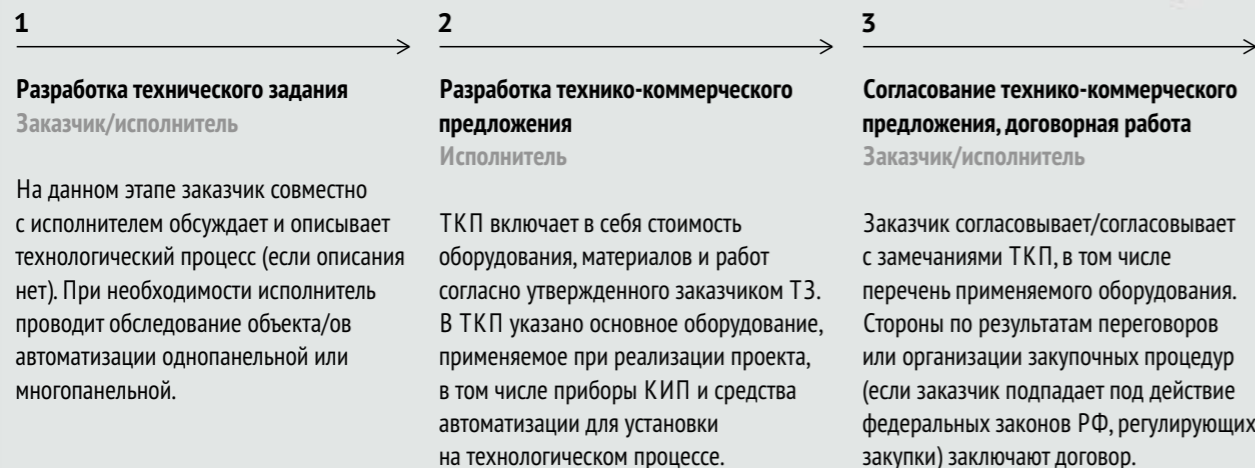 1
Разработка технического задания
Заказчик/исполнитель
На данном этапе заказчик совместно
с исполнителем обсуждает и описывает
технологический процесс (если описания
нет). При необходимости исполнитель
проводит обследование объекта/ов
автоматизации однопанельной или
многопанельной.
2
Разработка технико-коммерческого
предложения
Исполнитель
ТКП включает в себя стоимость
оборудования, материалов и работ
согласно утвержденного заказчиком ТЗ.
В ТКП указано основное оборудование,
применяемое при реализации проекта,
в том числе приборы КИП и средства
автоматизации для установки
на технологическом процессе.
3
Согласование технико-коммерческого
предложения, договорная работа
Заказчик/исполнитель
Заказчик согласовывает/согласовывает
с замечаниями ТКП, в том числе
перечень применяемого оборудования.
Стороны по результатам переговоров
или организации закупочных процедур
(если заказчик подпадает под действие
федеральных законов РФ, регулирующих
закупки) заключают договор.